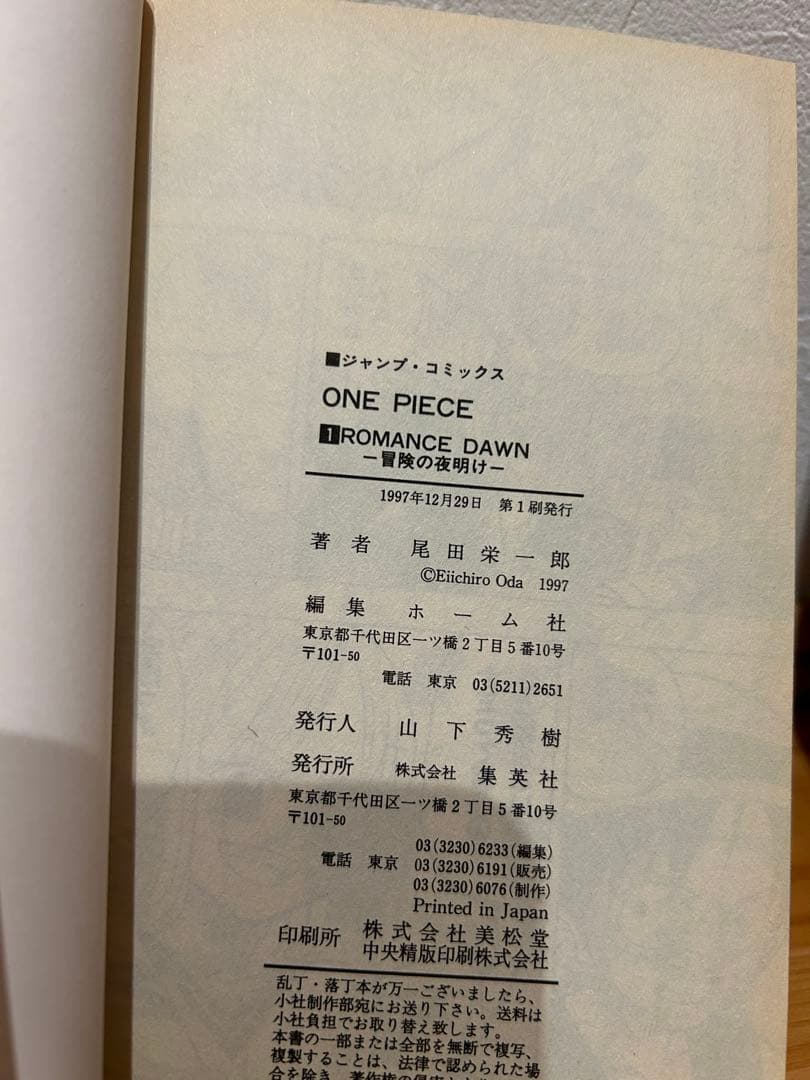 ■ジャンプ・コミックス
ONE PIECE
1 ROMANCE DAWN
―冒険の夜明け―
1997年12月29日 第1刷発行
著者 尾田栄一郎
©Eiichiro Oda 1997
編集 ホーム社
東京都千代田区一ツ橋2丁目5番10号
〒101-50
電話 東京 03(5211)2651
発行人 山下秀樹
発行所 株式会社 集英社
東京都千代田区一ツ橋2丁目5番10号
〒101-50
03(3230)6233(編集)
電話 東京 03(3230)6191(販売)
03(3230)6076(制作)
Printed in Japan
印刷所 株式会社美松堂
中央精版印刷株式会社
乱丁・落丁本が万一ございましたら、
小社制作部宛にお送り下さい。送料は
小社負担でお取り替え致します。
本書の一部または全部を無断で複写、
複製することは、法律で認められた場
合を除き、著作権の侵害